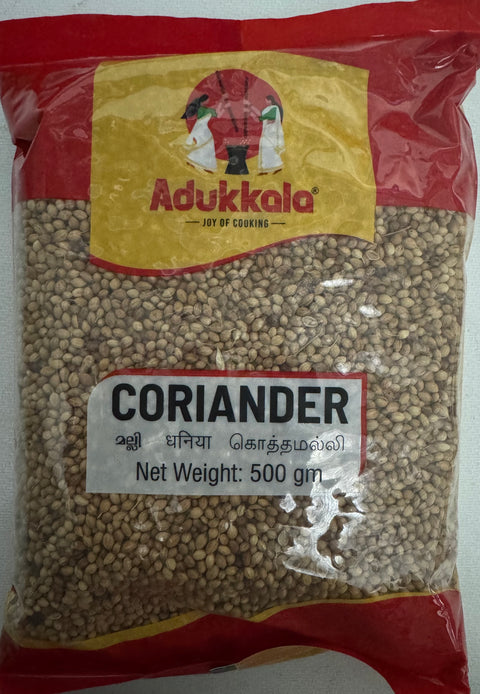 Adukkala®
JOY OF COOKING
CORIANDER
മല്ലി धनिया கொத்தமல்லி
Net Weight: 500 gm